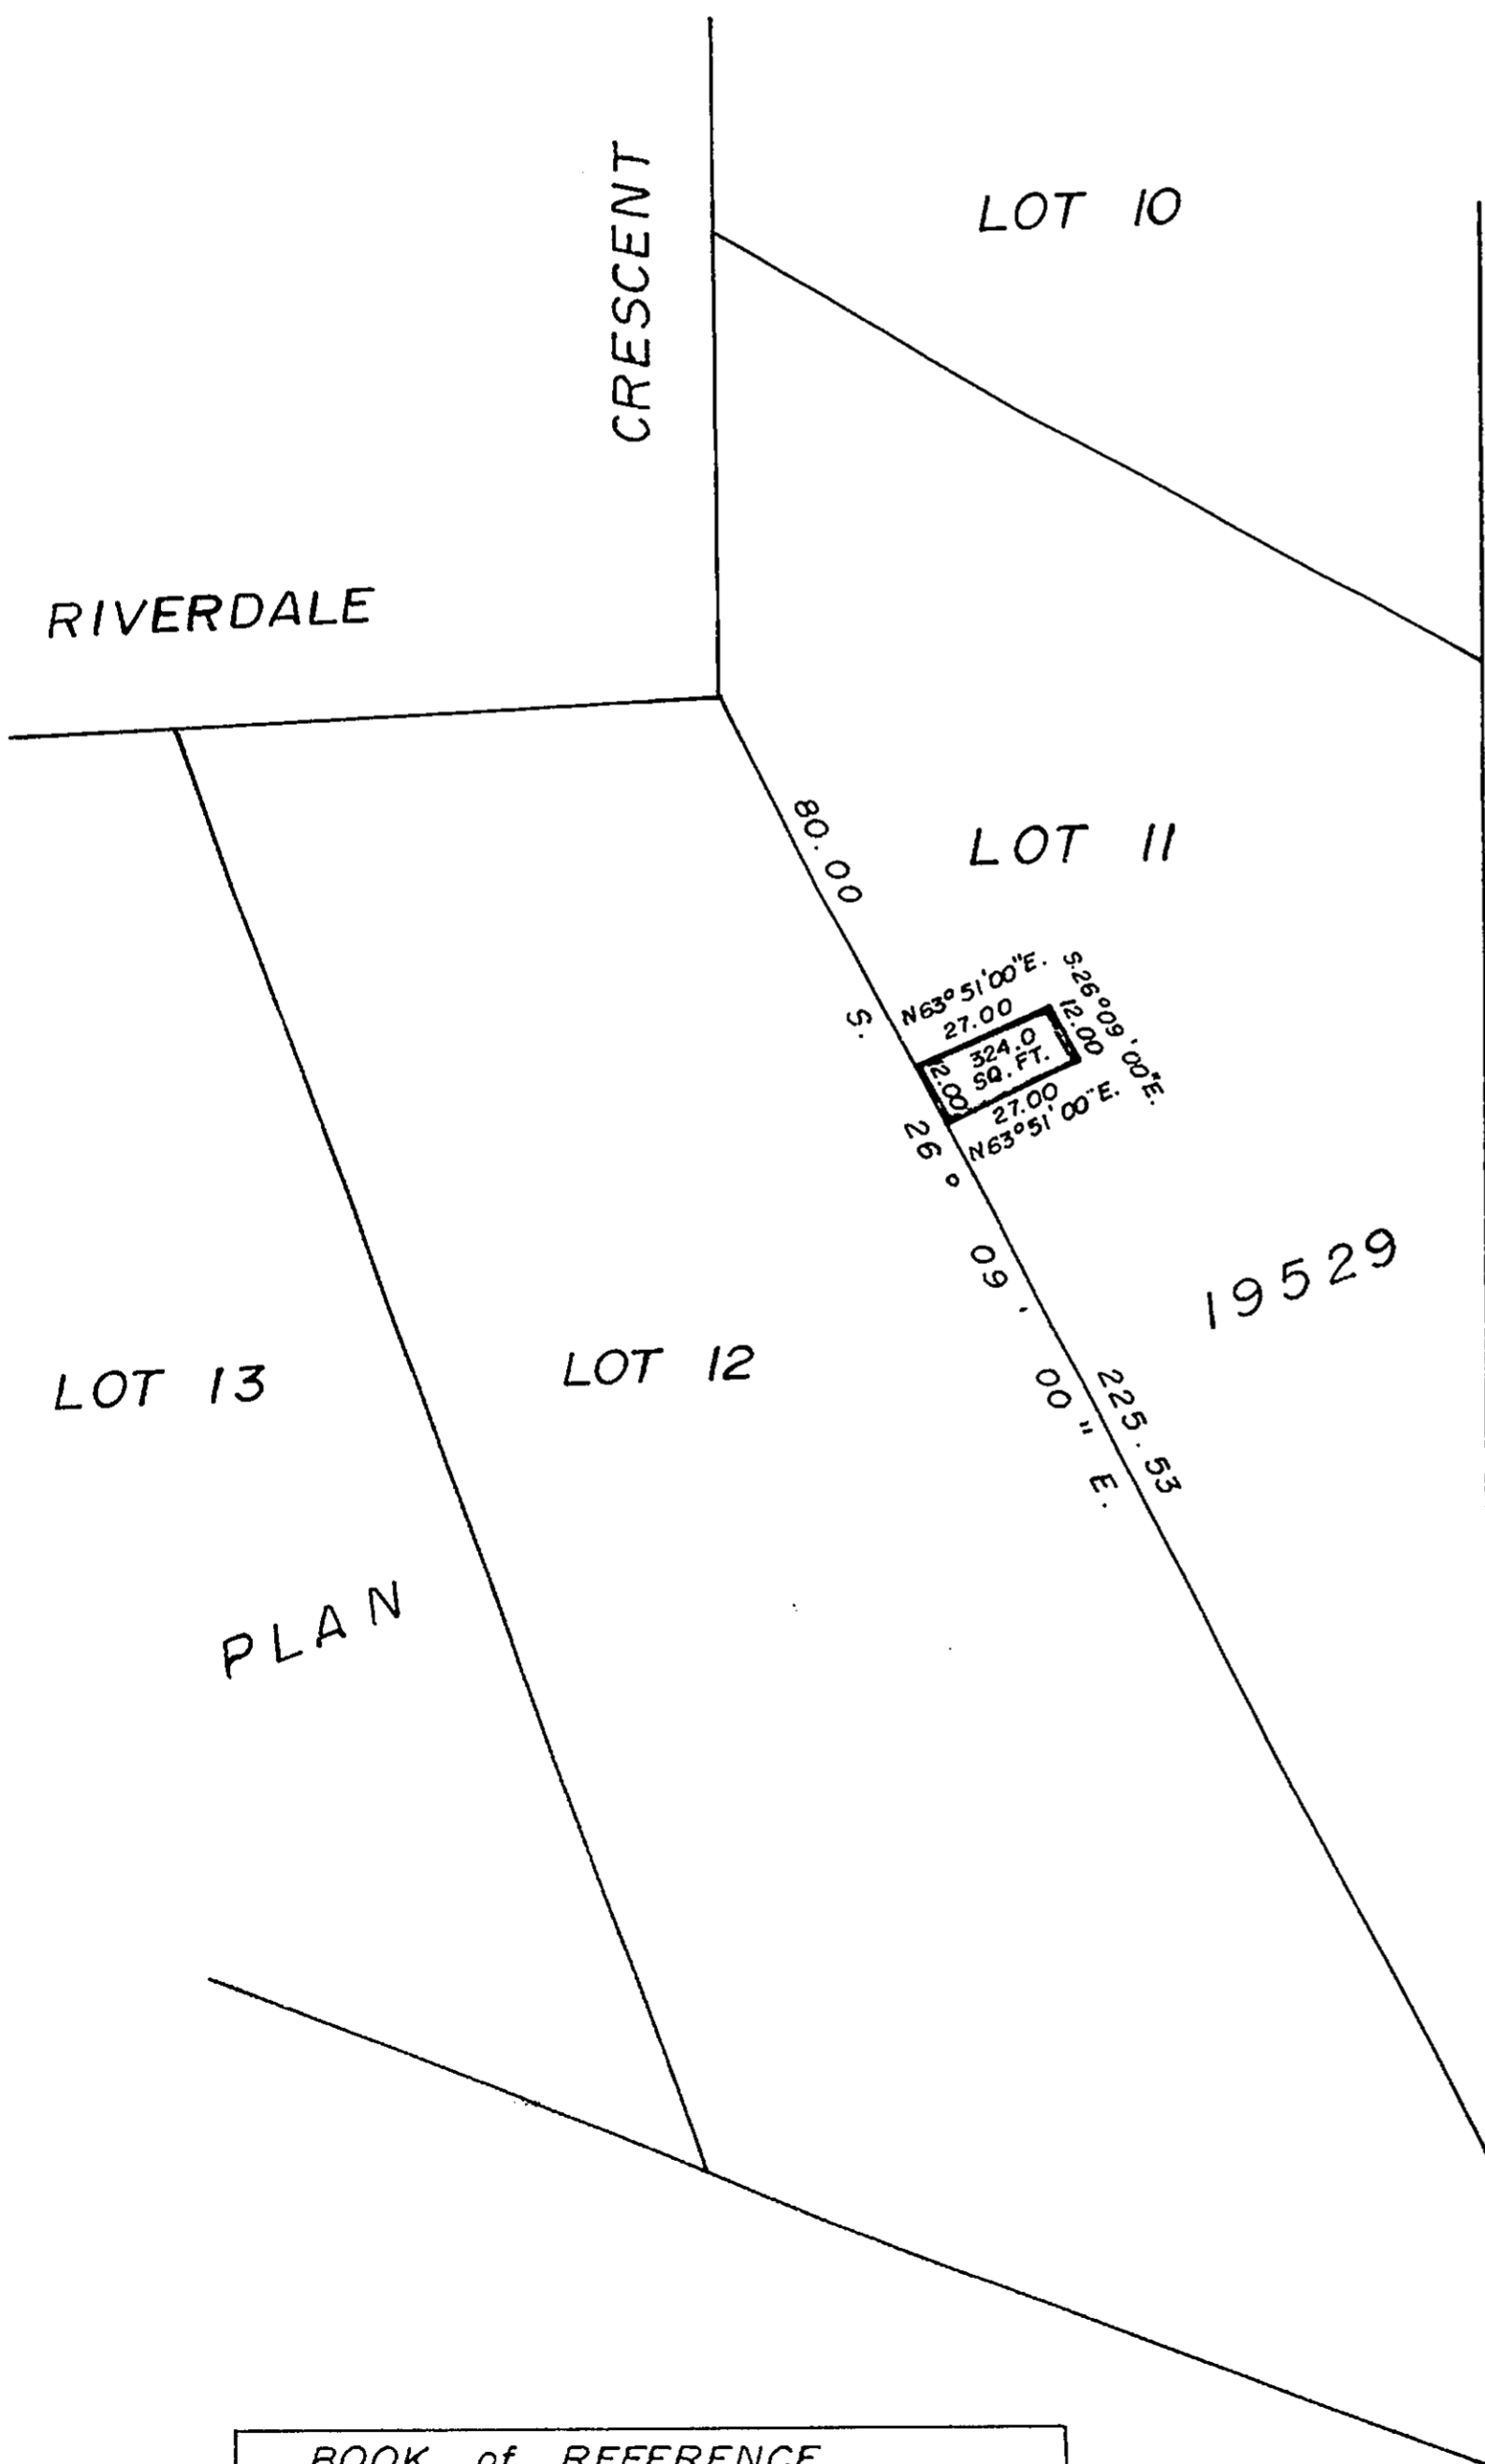 CRESCENT
LOT 10
RIVERDALE
80.00
LOT 11
S. 26° 09' 00" E.
N63°51'00"E.
27.00
S.26°09'00"E.
12.00
324.0
SQ. FT.
27.00
N63°51'00"E.
225.53
19529
LOT 13
LOT 12
PLAN
BOOK of REFERENCE